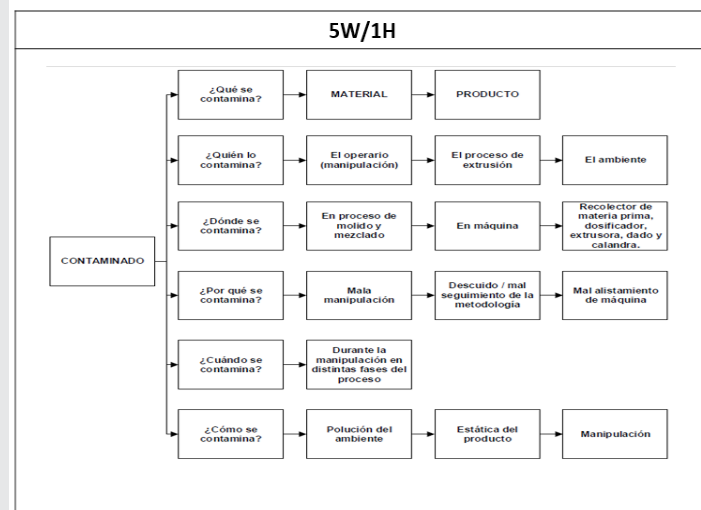 5W/1H
¿Qué se
contamina?
MATERIAL
PRODUCTO
¿Quién lo
contamina?
El operario
(manipulación)
El proceso de
extrusión
El ambiente
¿Dónde se
contamina?
En proceso de
molido y
mezclado
En máquina
Recolector de
materia prima,
dosificador,
extrusora, dado y
calandra.
CONTAMINADO
¿Por qué se
contamina?
Mala
manipulación
Descuido / mal
seguimiento de la
metodología
Mal alistamiento
de máquina
¿Cuándo se
contamina?
Durante la
manipulación en
distintas fases del
proceso
¿Cómo se
contamina?
Polución del
ambiente
Estática del
producto
Manipulación